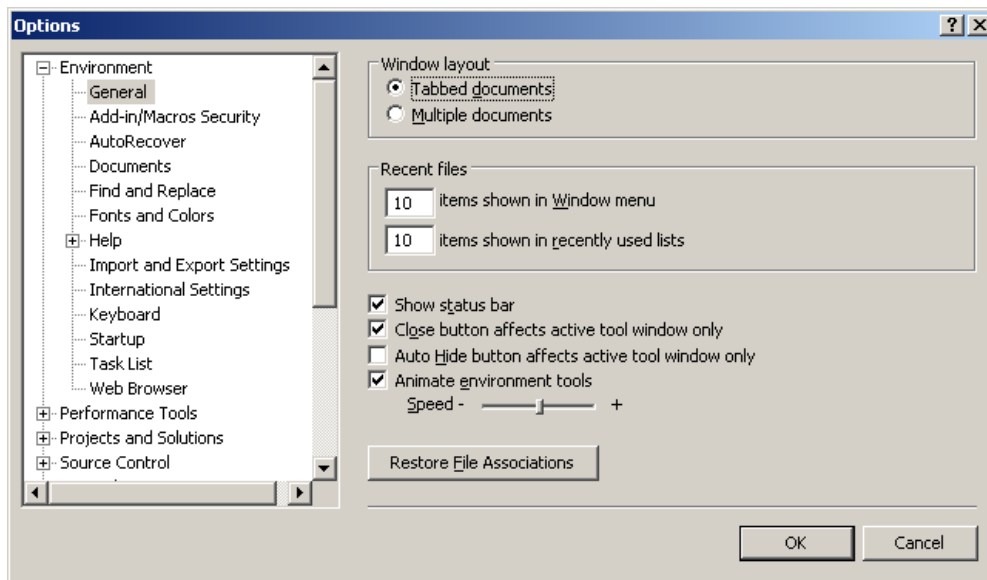 Options
Environment
General
Add-in/Macros Security
AutoRecover
Documents
Find and Replace
Fonts and Colors
Help
Import and Export Settings
International Settings
Keyboard
Startup
Task List
Web Browser
Performance Tools
Projects and Solutions
Source Control
Window layout
Tabbed documents
Multiple documents
Recent files
10 items shown in Window menu
10 items shown in recently used lists
Show status bar
Close button affects active tool window only
Auto Hide button affects active tool window only
Animate environment tools
Speed - +
Restore File Associations
OK Cancel